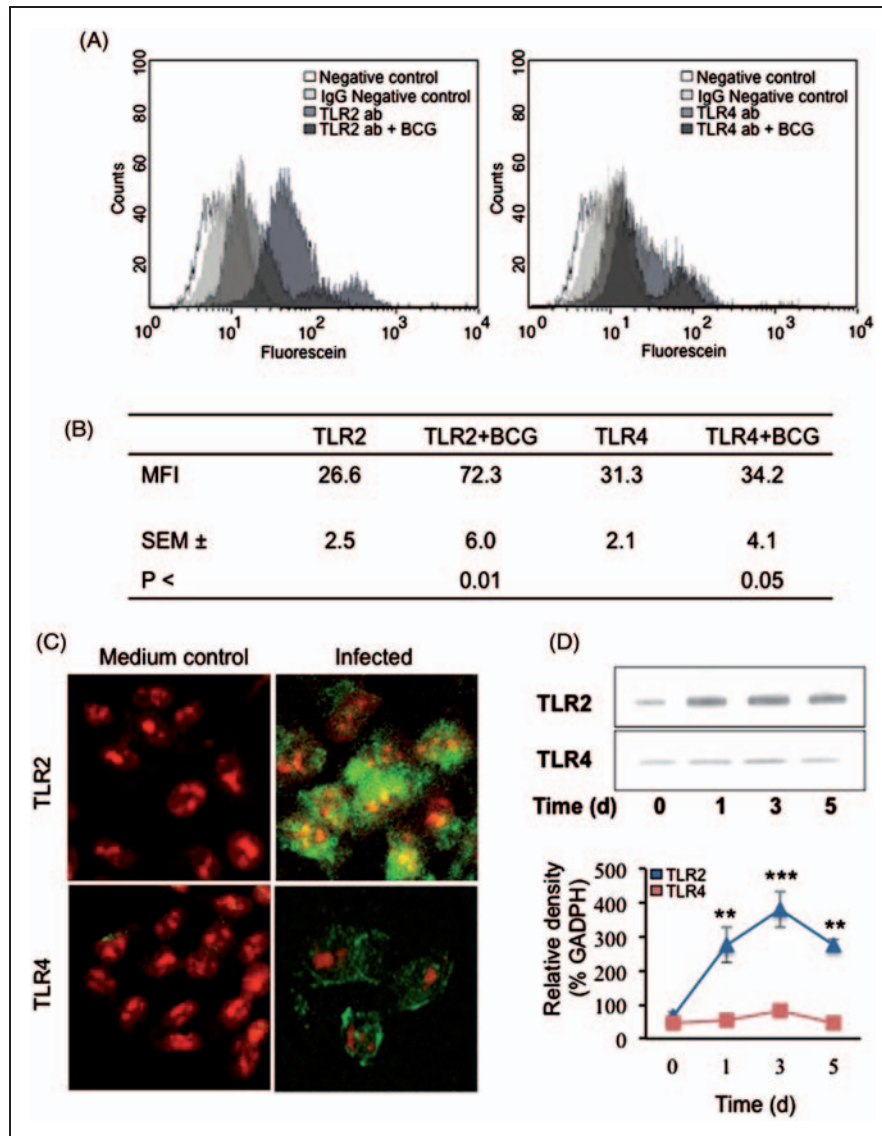 (A)
100
80
60
40
20
Counts
Negative control
IgG Negative control
TLR2 ab
TLR2 ab + BCG
10^0 10^1 10^2 10^3 10^4
Fluorescein
100
80
60
40
20
Counts
Negative control
IgG Negative control
TLR4 ab
TLR4 ab + BCG
10^0 10^1 10^2 10^3 10^4
Fluorescein
(B)
TLR2 TLR2+BCG TLR4 TLR4+BCG
MFI 26.6 72.3 31.3 34.2
SEM ± 2.5 6.0 2.1 4.1
P < 0.01 0.05
(C)
Medium control Infected
TLR2
TLR4
(D)
TLR2
TLR4
Time (d) 0 1 3 5
Relative density
(% GADPH)
500
400
300
200
100
0
TLR2
TLR4
** *** **
0 1 3 5
Time (d)